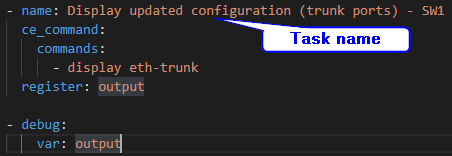 - name: Display updated configuration (trunk ports) - SW1
ce_command:
Task name
commands:
- display eth-trunk
register: output
- debug:
var: output